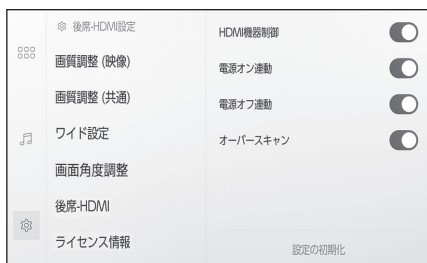 後席-HDMI設定
画質調整 (映像)
画質調整 (共通)
ワイド設定
画面角度調整
後席-HDMI
ライセンス情報
HDMI機器制御
電源オン連動
電源オフ連動
オーバースキャン
設定の初期化